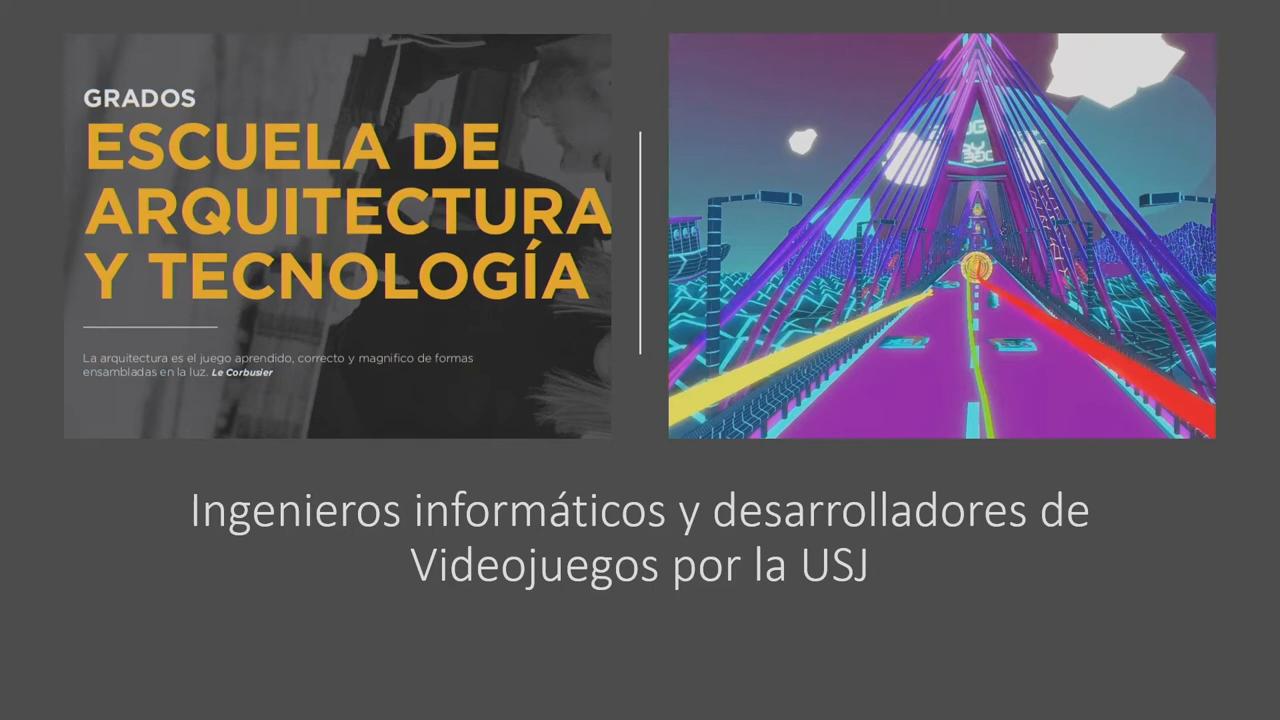 GRADOS
ESCUELA DE
ARQUITECTURA
Y TECNOLOGÍA
La arquitectura es el juego aprendido, correcto y magnifico de formas
ensambladas en la luz. Le Corbusier
Ingenieros informáticos y desarrolladores de
Videojuegos por la USJ